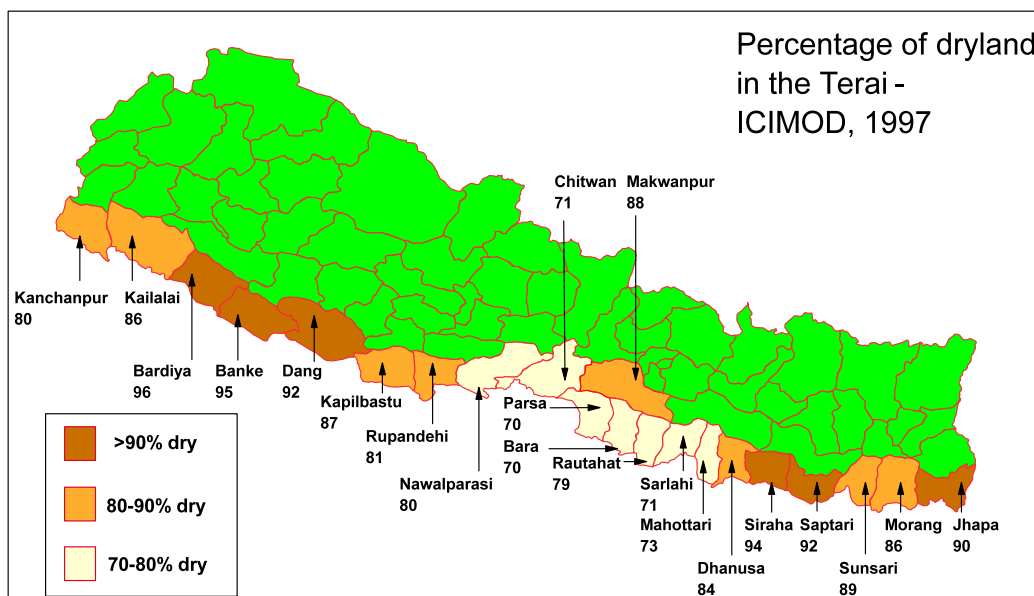 Percentage of dryland
in the Terai -
ICIMOD, 1997
Chitwan
71
Makwanpur
88
Kanchanpur
80
Kailalai
86
Bardiya
96
Banke
95
Dang
92
Kapilbastu
87
Rupandehi
81
Nawalparasi
80
Parsa
70
Bara
70
Rautahat
79
Sarlahi
71
Mahottari
73
Dhanusa
84
Siraha
94
Saptari
92
Sunsari
89
Morang
86
Jhapa
90
>90% dry
80-90% dry
70-80% dry